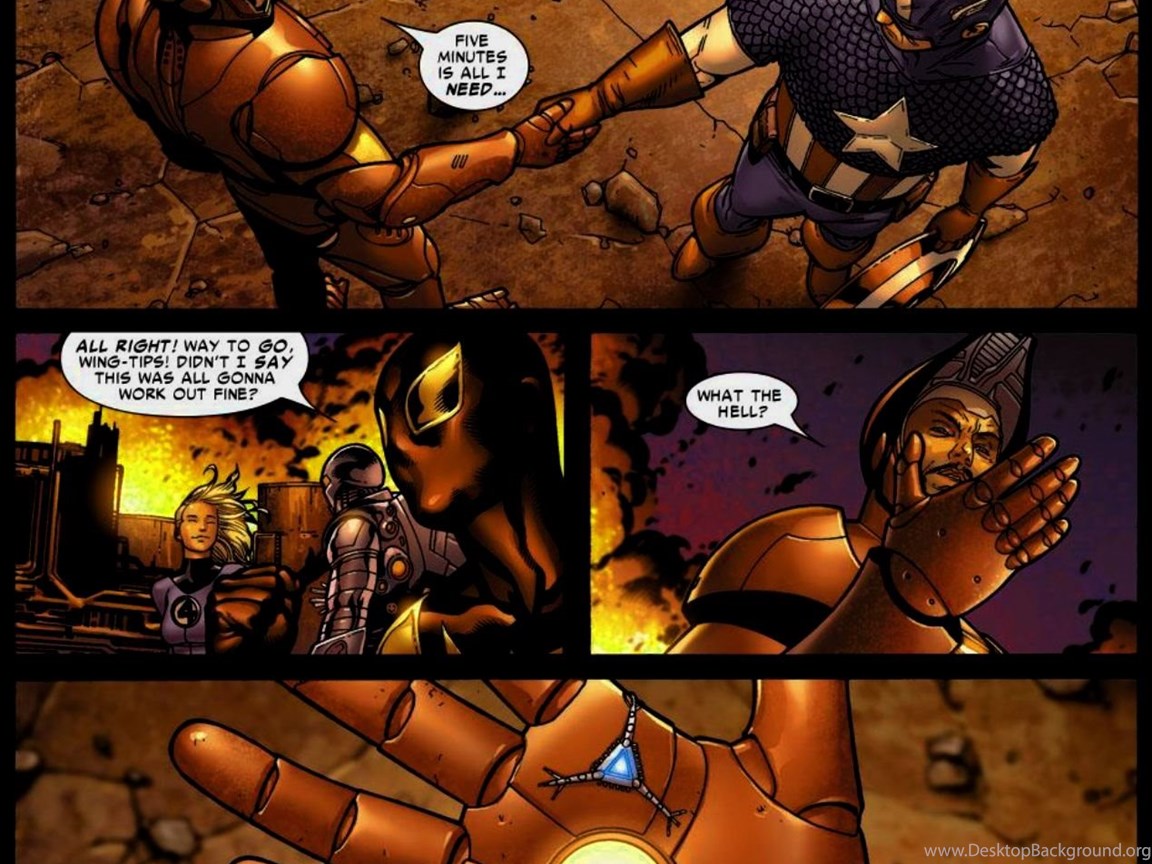 FIVE
MINUTES
IS ALL I
NEED...
ALL RIGHT! WAY TO GO,
WING-TIPS! DIDN'T I SAY
THIS WAS ALL GONNA
WORK OUT FINE?
WHAT THE
HELL?
4
www.DesktopBackground.org